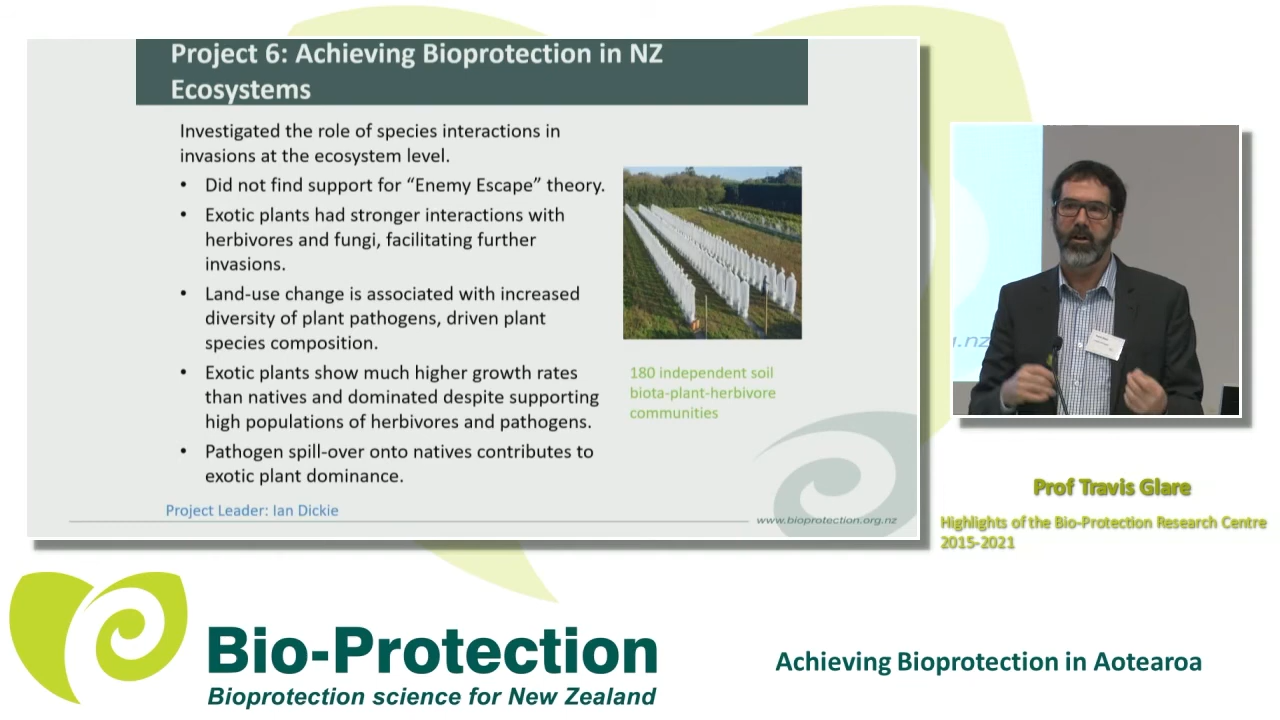 Project 6: Achieving Bioprotection in NZ
Ecosystems
Investigated the role of species interactions in
invasions at the ecosystem level.
• Did not find support for “Enemy Escape” theory.
• Exotic plants had stronger interactions with
herbivores and fungi, facilitating further
invasions.
• Land-use change is associated with increased
diversity of plant pathogens, driven plant
species composition.
• Exotic plants show much higher growth rates
than natives and dominated despite supporting
high populations of herbivores and pathogens.
• Pathogen spill-over onto natives contributes to
exotic plant dominance.
180 independent soil
biota-plant-herbivore
communities
Project Leader: Ian Dickie
www.bioprotection.org.nz
.nz
Prof Travis Glare
Highlights of the Bio-Protection Research Centre
2015-2021
Bio-Protection
Bioprotection science for New Zealand
Achieving Bioprotection in Aotearoa